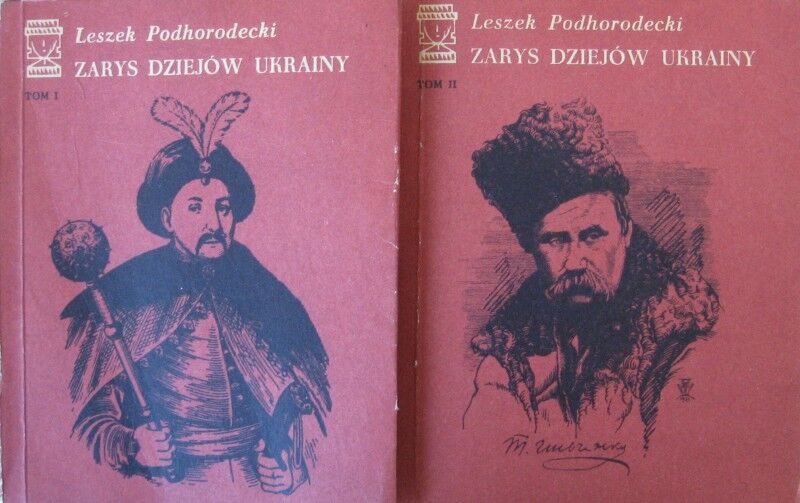 Leszek Podhorodecki
ZARYS DZIEJÓW UKRAINY
TOM I
Leszek Podhorodecki
ZARYS DZIEJÓW UKRAINY
TOM II